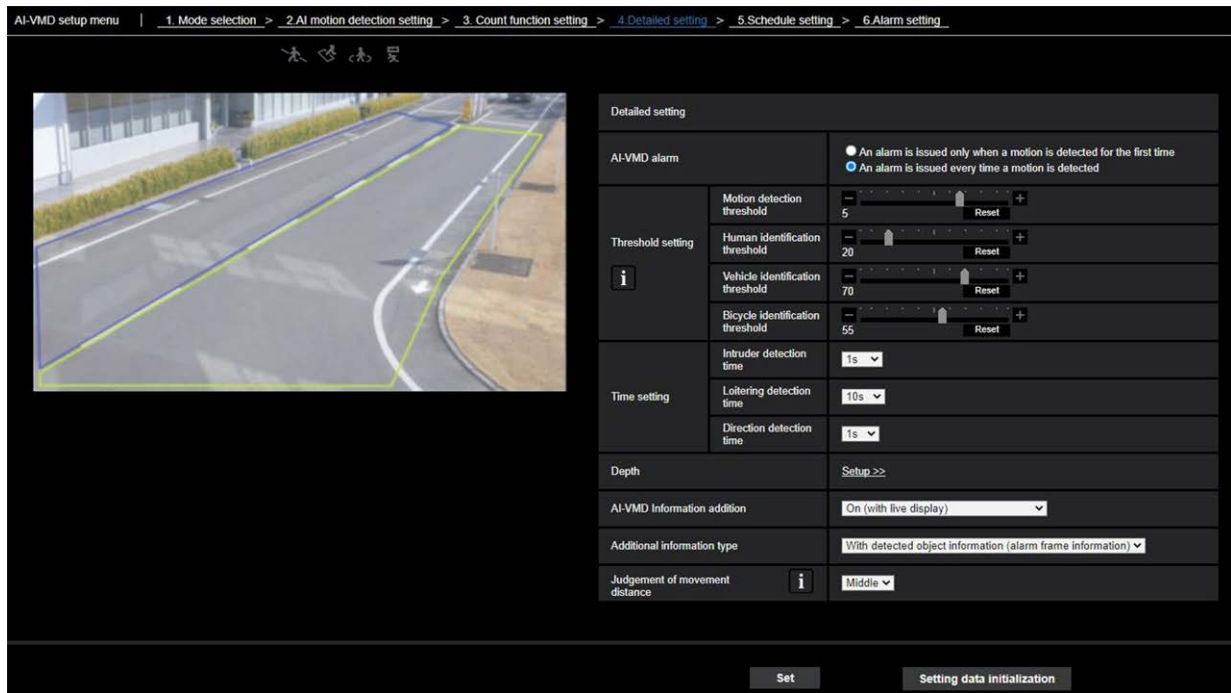 AI-VMD setup menu | 1. Mode selection > 2.AI motion detection setting > 3. Count function setting > 4.Detailed setting > 5.Schedule setting > 6.Alarm setting
Detailed setting
AI-VMD alarm
An alarm is issued only when a motion is detected for the first time
An alarm is issued every time a motion is detected
Threshold setting
i
Motion detection
threshold
5
Reset
Human identification
threshold
20
Reset
Vehicle identification
threshold
70
Reset
Bicycle identification
threshold
55
Reset
Time setting
Intruder detection
time
1s
Loitering detection
time
10s
Direction detection
time
1s
Depth
Setup >>
AI-VMD Information addition
On (with live display)
Additional information type
With detected object information (alarm frame information)
Judgement of movement
distance
i
Middle
Set
Setting data initialization